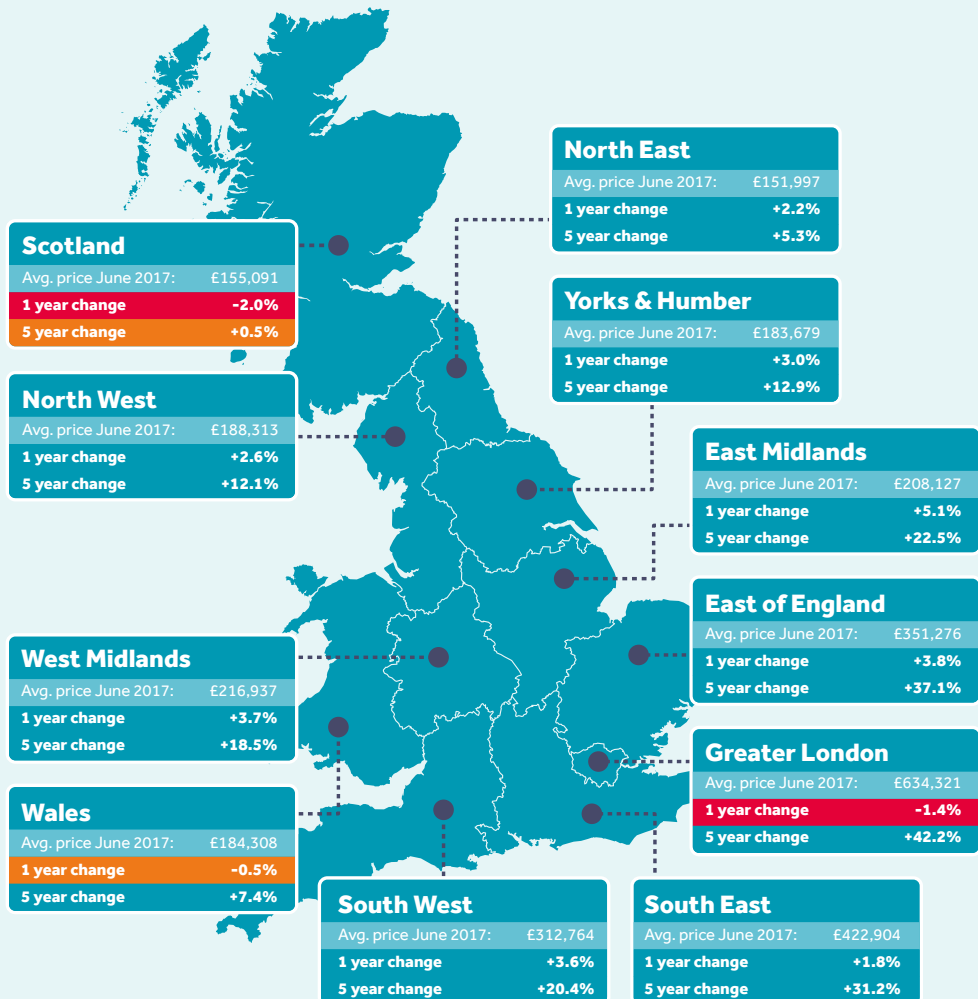 North East
Avg. price June 2017: £151,997
1 year change +2.2%
5 year change +5.3%
Scotland
Avg. price June 2017: £155,091
1 year change -2.0%
5 year change +0.5%
Yorks & Humber
Avg. price June 2017: £183,679
1 year change +3.0%
5 year change +12.9%
North West
Avg. price June 2017: £188,313
1 year change +2.6%
5 year change +12.1%
East Midlands
Avg. price June 2017: £208,127
1 year change +5.1%
5 year change +22.5%
East of England
Avg. price June 2017: £351,276
1 year change +3.8%
5 year change +37.1%
West Midlands
Avg. price June 2017: £216,937
1 year change +3.7%
5 year change +18.5%
Greater London
Avg. price June 2017: £634,321
1 year change -1.4%
5 year change +42.2%
Wales
Avg. price June 2017: £184,308
1 year change -0.5%
5 year change +7.4%
South West
Avg. price June 2017: £312,764
1 year change +3.6%
5 year change +20.4%
South East
Avg. price June 2017: £422,904
1 year change +1.8%
5 year change +31.2%